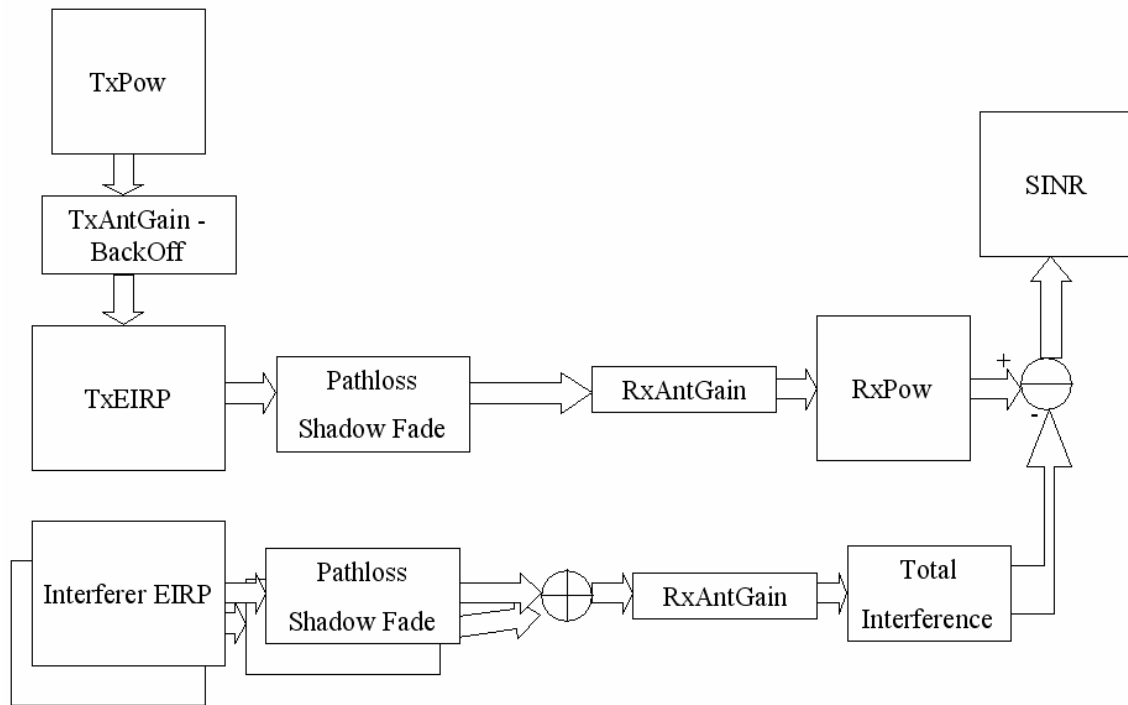 TxPow
TxAntGain -
BackOff
SINR
TxEIRP
Pathloss
Shadow Fade
RxAntGain
RxPow
+
-
Interferer EIRP
Pathloss
Shadow Fade
RxAntGain
Total
Interference